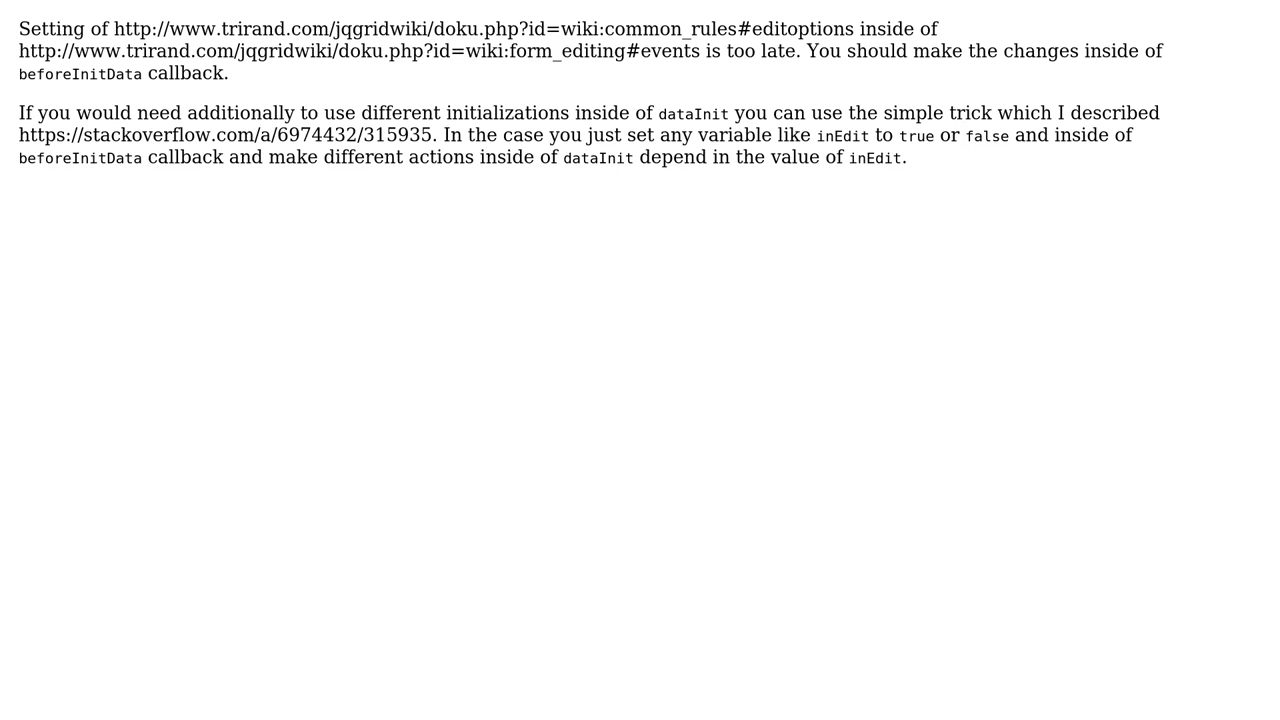 Setting of http://www.trirand.com/jqgridwiki/doku.php?id=wiki:common_rules#editoptions inside of
http://www.trirand.com/jqgridwiki/doku.php?id=wiki:form_editing#events is too late. You should make the changes inside of
beforeInitData callback.
If you would need additionally to use different initializations inside of dataInit you can use the simple trick which I described
https://stackoverflow.com/a/6974432/315935. In the case you just set any variable like inEdit to true or false and inside of
beforeInitData callback and make different actions inside of dataInit depend in the value of inEdit.